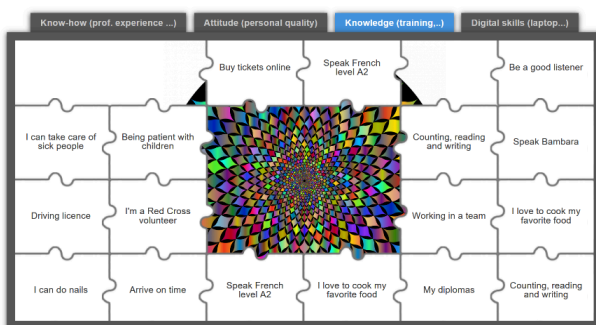 Know-how (prof. experience ...)
Attitude (personal quality)
Knowledge (training,..)
Digital skills (laptop...)
Buy tickets online
Speak French
level A2
Be a good listener
I can take care of
sick people
Being patient with
children
Counting, reading
and writing
Speak Bambara
Driving licence
I'm a Red Cross
volunteer
Working in a team
I love to cook my
favorite food
I can do nails
Arrive on time
Speak French
level A2
I love to cook my
favorite food
My diplomas
Counting, reading
and writing